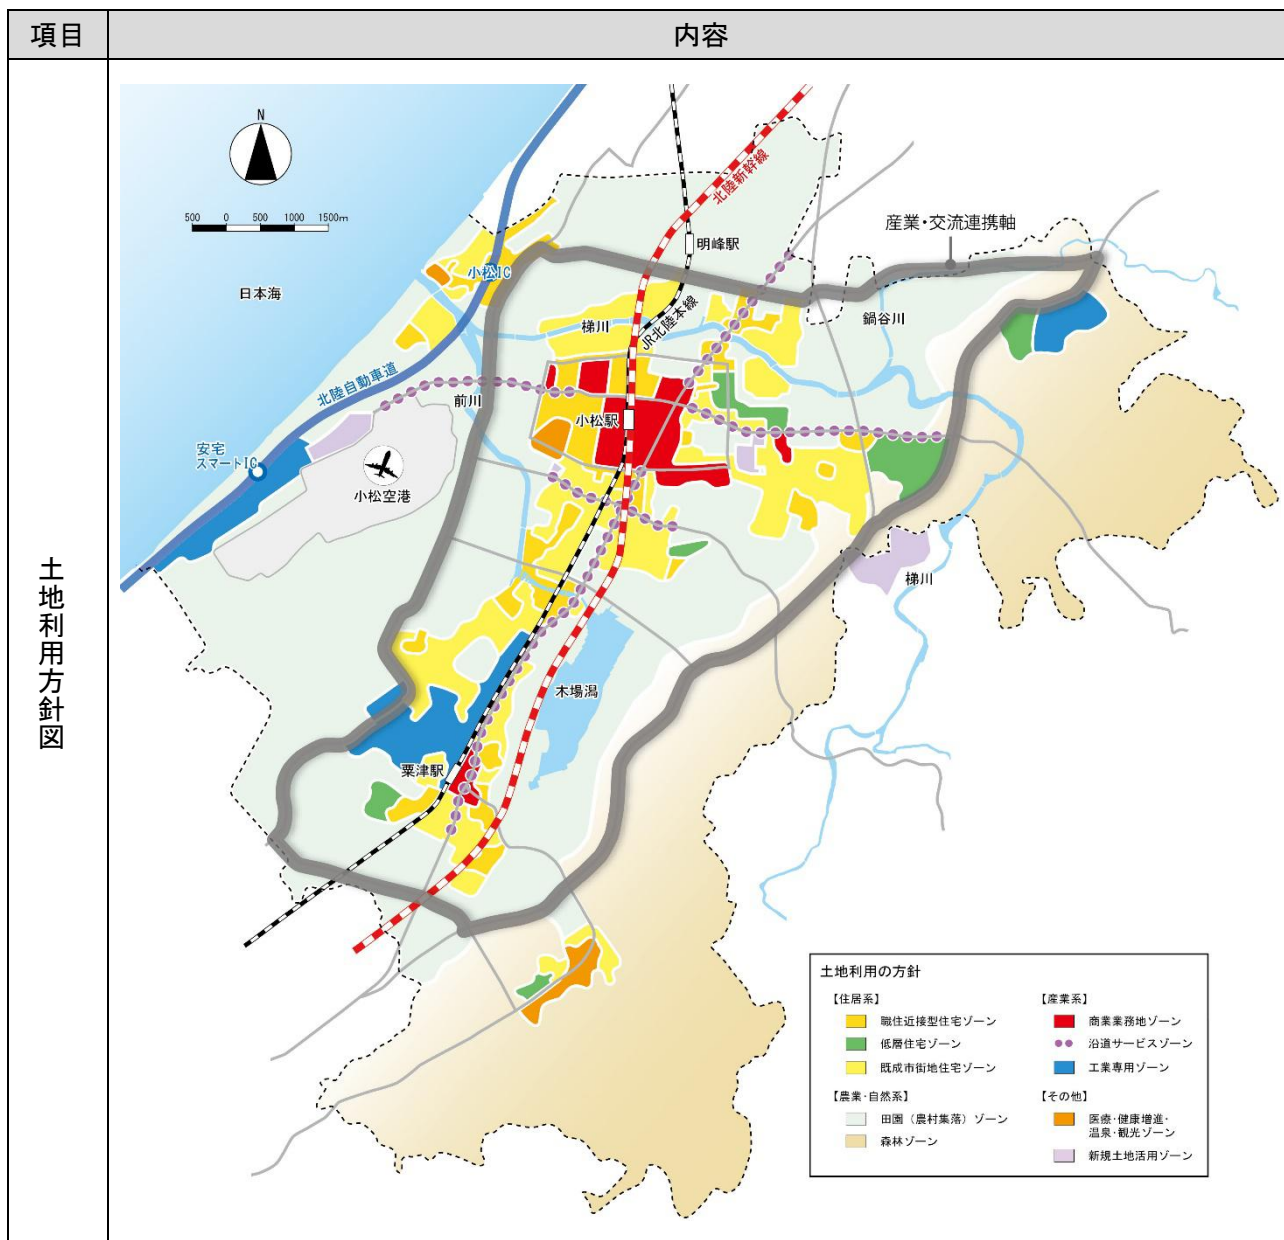 項目
内容
土地利用方針図
N
500 0 500 1000 1500m
日本海
北陸新幹線
明峰駅
産業・交流連携軸
小松IC
梯川
JR北陸本線
鍋谷川
北陸自動車道
前川
小松駅
安宅
スマートIC
小松空港
梯川
木場潟
粟津駅
土地利用の方針
【住居系】
職住近接型住宅ゾーン
低層住宅ゾーン
既成市街地住宅ゾーン
【農業・自然系】
田園（農村集落）ゾーン
森林ゾーン
【産業系】
商業業務地ゾーン
沿道サービスゾーン
工業専用ゾーン
【その他】
医療・健康増進・
温泉・観光ゾーン
新規土地活用ゾーン